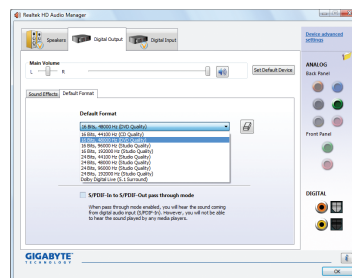 Realtek HD Audio Manager
Speakers
Digital Output
Digital Input
Device advanced
settings
Main Volume
L
R
Set Default Device
Sound Effects
Default Format
Default Format
16 Bits, 48000 Hz (DVD Quality)
16 Bits, 44100 Hz (CD Quality)
16 Bits, 48000 Hz (DVD Quality)
16 Bits, 96000 Hz (Studio Quality)
16 Bits, 192000 Hz (Studio Quality)
24 Bits, 44100 Hz (Studio Quality)
24 Bits, 48000 Hz (Studio Quality)
24 Bits, 96000 Hz (Studio Quality)
24 Bits, 192000 Hz (Studio Quality)
Dolby Digital Live (5.1 Surround)
S/PDIF-In to S/PDIF-Out pass through mode
When pass through mode enabled, you will hear the sound coming
from digital audio input (S/PDIF-In). However, you will not be able
to hear the sound played by any media players.
ANALOG
Back Panel
Front Panel
DIGITAL
GIGABYTE
TECHNOLOGY
OK